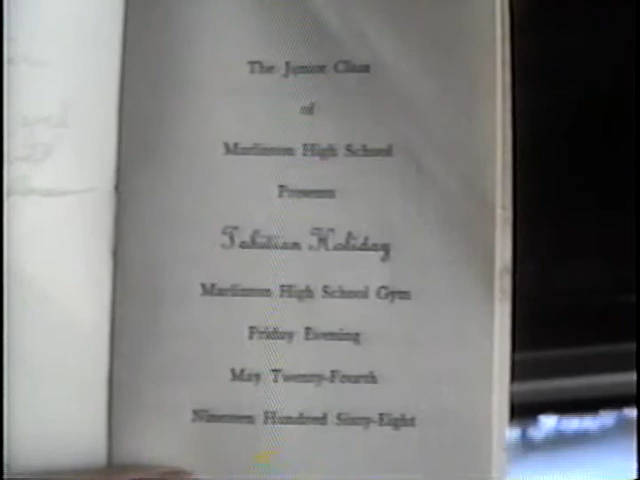 The Junior Class
of
Marlinton High School
Presents
Tahitian Holiday
Marlinton High School Gym
Friday Evening
May Twenty-Fourth
Nineteen Hundred Sixty-Eight